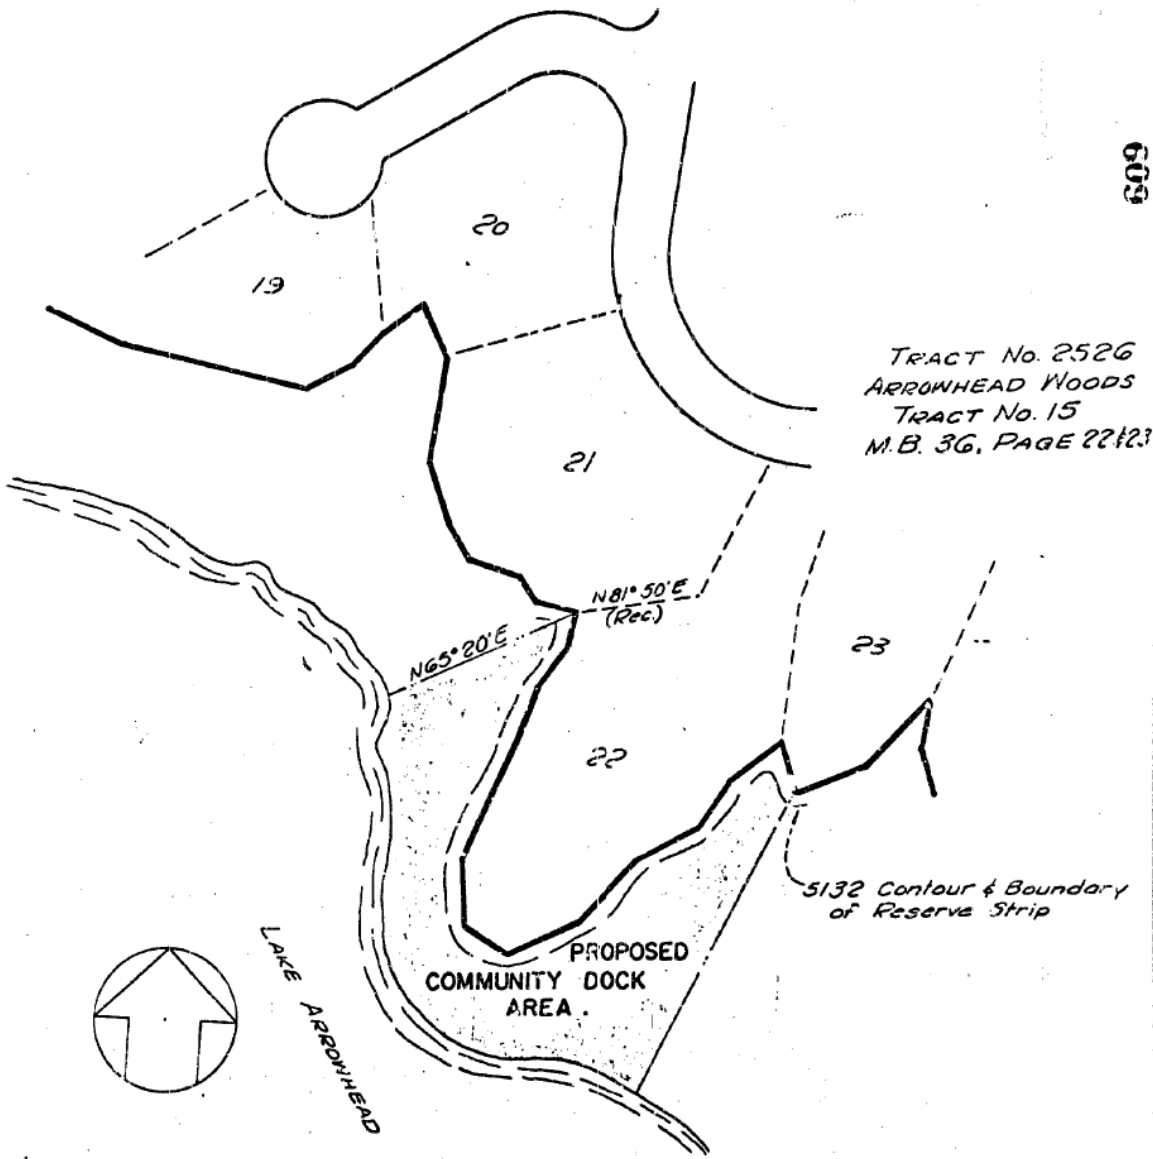 609
20
19
TRACT No. 2526
ARROWHEAD WOODS
TRACT No. 15
M.B. 36, PAGE 22&23
21
N81°50'E
(Rec.)
N65°20'E
23
22
5132 Contour & Boundary
of Reserve Strip
PROPOSED
COMMUNITY DOCK
AREA.
LAKE ARROWHEAD